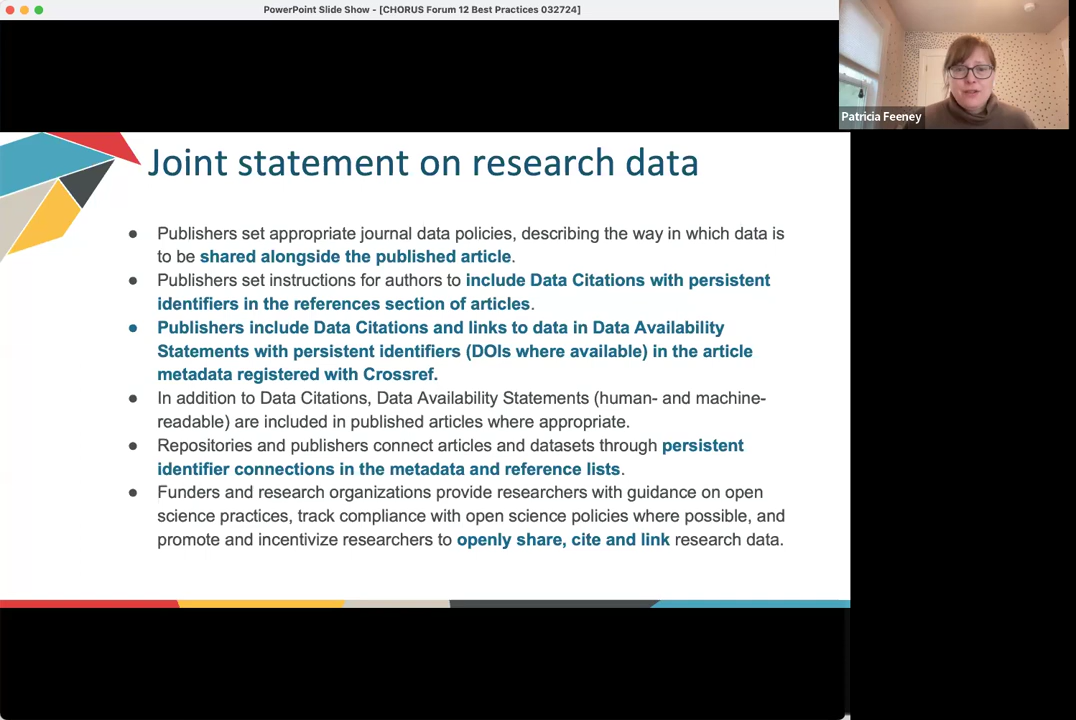 PowerPoint Slide Show - [CHORUS Forum 12 Best Practices 032724]
Patricia Feeney
Joint statement on research data
● Publishers set appropriate journal data policies, describing the way in which data is
to be shared alongside the published article.
● Publishers set instructions for authors to include Data Citations with persistent
identifiers in the references section of articles.
● Publishers include Data Citations and links to data in Data Availability
Statements with persistent identifiers (DOIs where available) in the article
metadata registered with Crossref.
● In addition to Data Citations, Data Availability Statements (human- and machine-
readable) are included in published articles where appropriate.
● Repositories and publishers connect articles and datasets through persistent
identifier connections in the metadata and reference lists.
● Funders and research organizations provide researchers with guidance on open
science practices, track compliance with open science policies where possible, and
promote and incentivize researchers to openly share, cite and link research data.